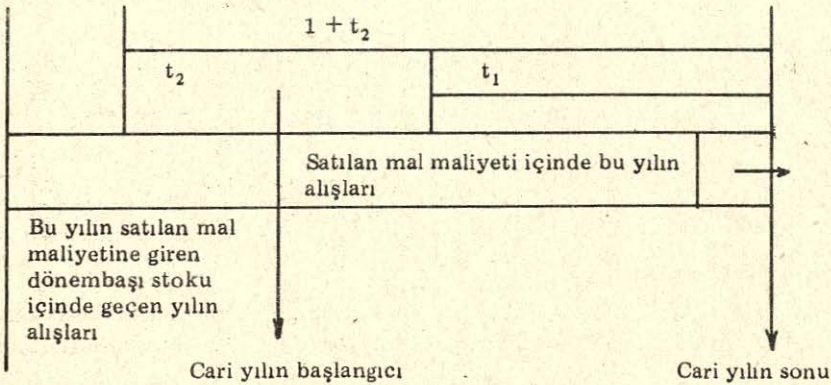 1 + t₂
t₂
t₁
Satılan mal maliyeti içinde bu yılın
alışları
Bu yılın satılan mal
maliyetine giren
dönembaşı stoku
içinde geçen yılın
alışları
Cari yılın başlangıcı
Cari yılın sonu